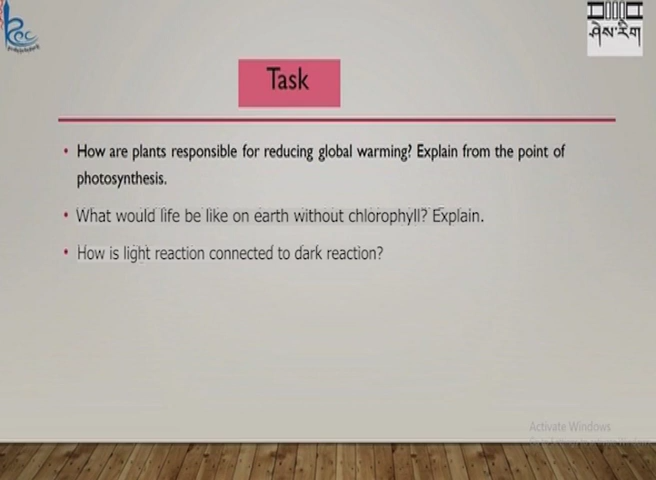 REC
ཤེས་རིག
Task
• How are plants responsible for reducing global warming? Explain from the point of
photosynthesis.
• What would life be like on earth without chlorophyll? Explain.
• How is light reaction connected to dark reaction?
Activate Windows